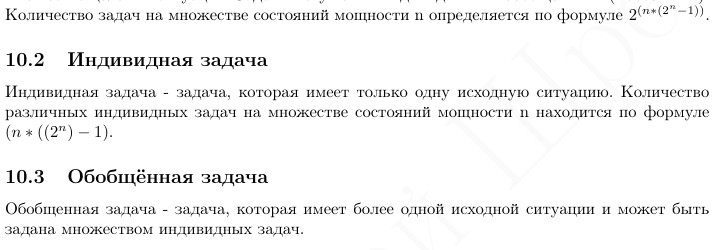 Количество задач на множестве состояний мощности n определяется по формуле 2^{(n∗(2^n−1))}.
10.2 Индивидная задача
Индивидная задача - задача, которая имеет только одну исходную ситуацию. Количество
различных индивидных задач на множестве состояний мощности n находится по формуле
(n ∗ ((2^n) − 1).
10.3 Обобщённая задача
Обобщенная задача - задача, которая имеет более одной исходной ситуации и может быть
задана множеством индивидных задач.